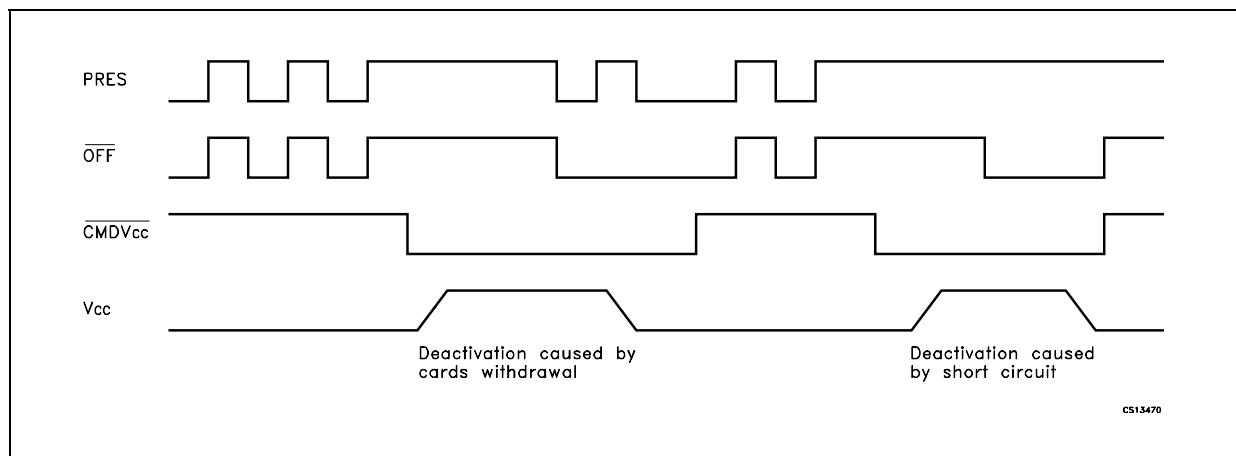 PRES
OFF
CMDVcc
Vcc
Deactivation caused by
cards withdrawal
Deactivation caused
by short circuit
CS13470